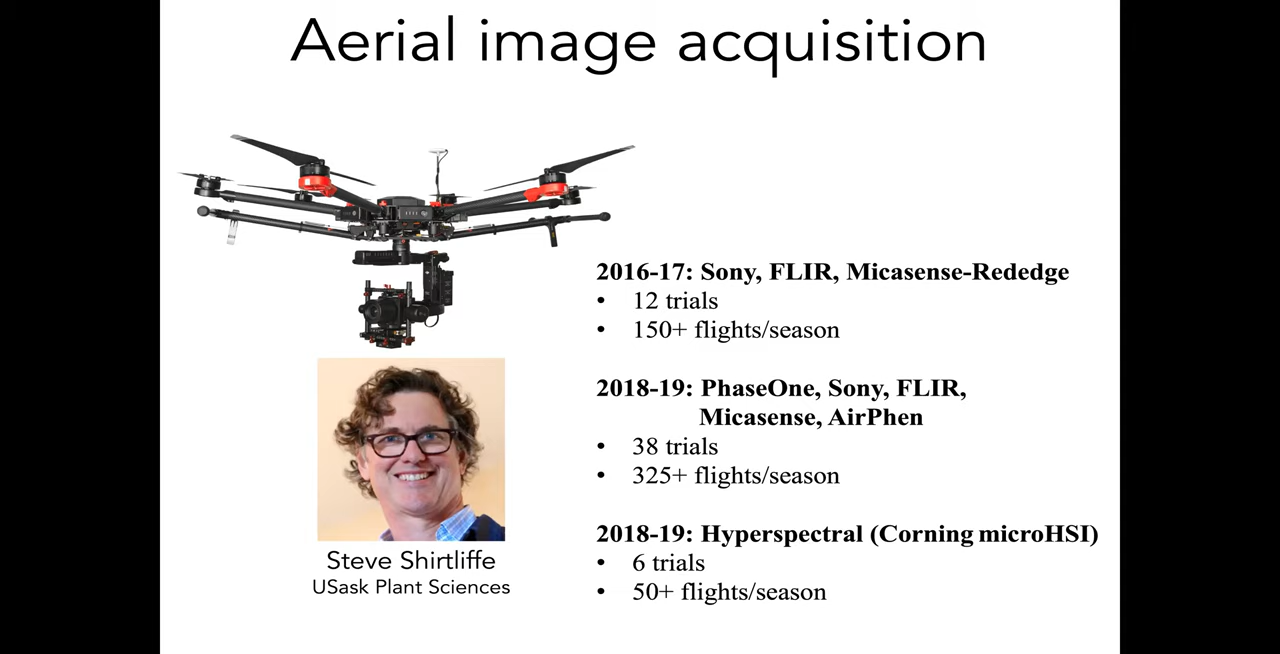 Aerial image acquisition
2016-17: Sony, FLIR, Micasense-Rededge
• 12 trials
• 150+ flights/season
2018-19: PhaseOne, Sony, FLIR,
Micasense, AirPhen
• 38 trials
• 325+ flights/season
2018-19: Hyperspectral (Corning microHSI)
• 6 trials
• 50+ flights/season
Steve Shirtliffe
USask Plant Sciences